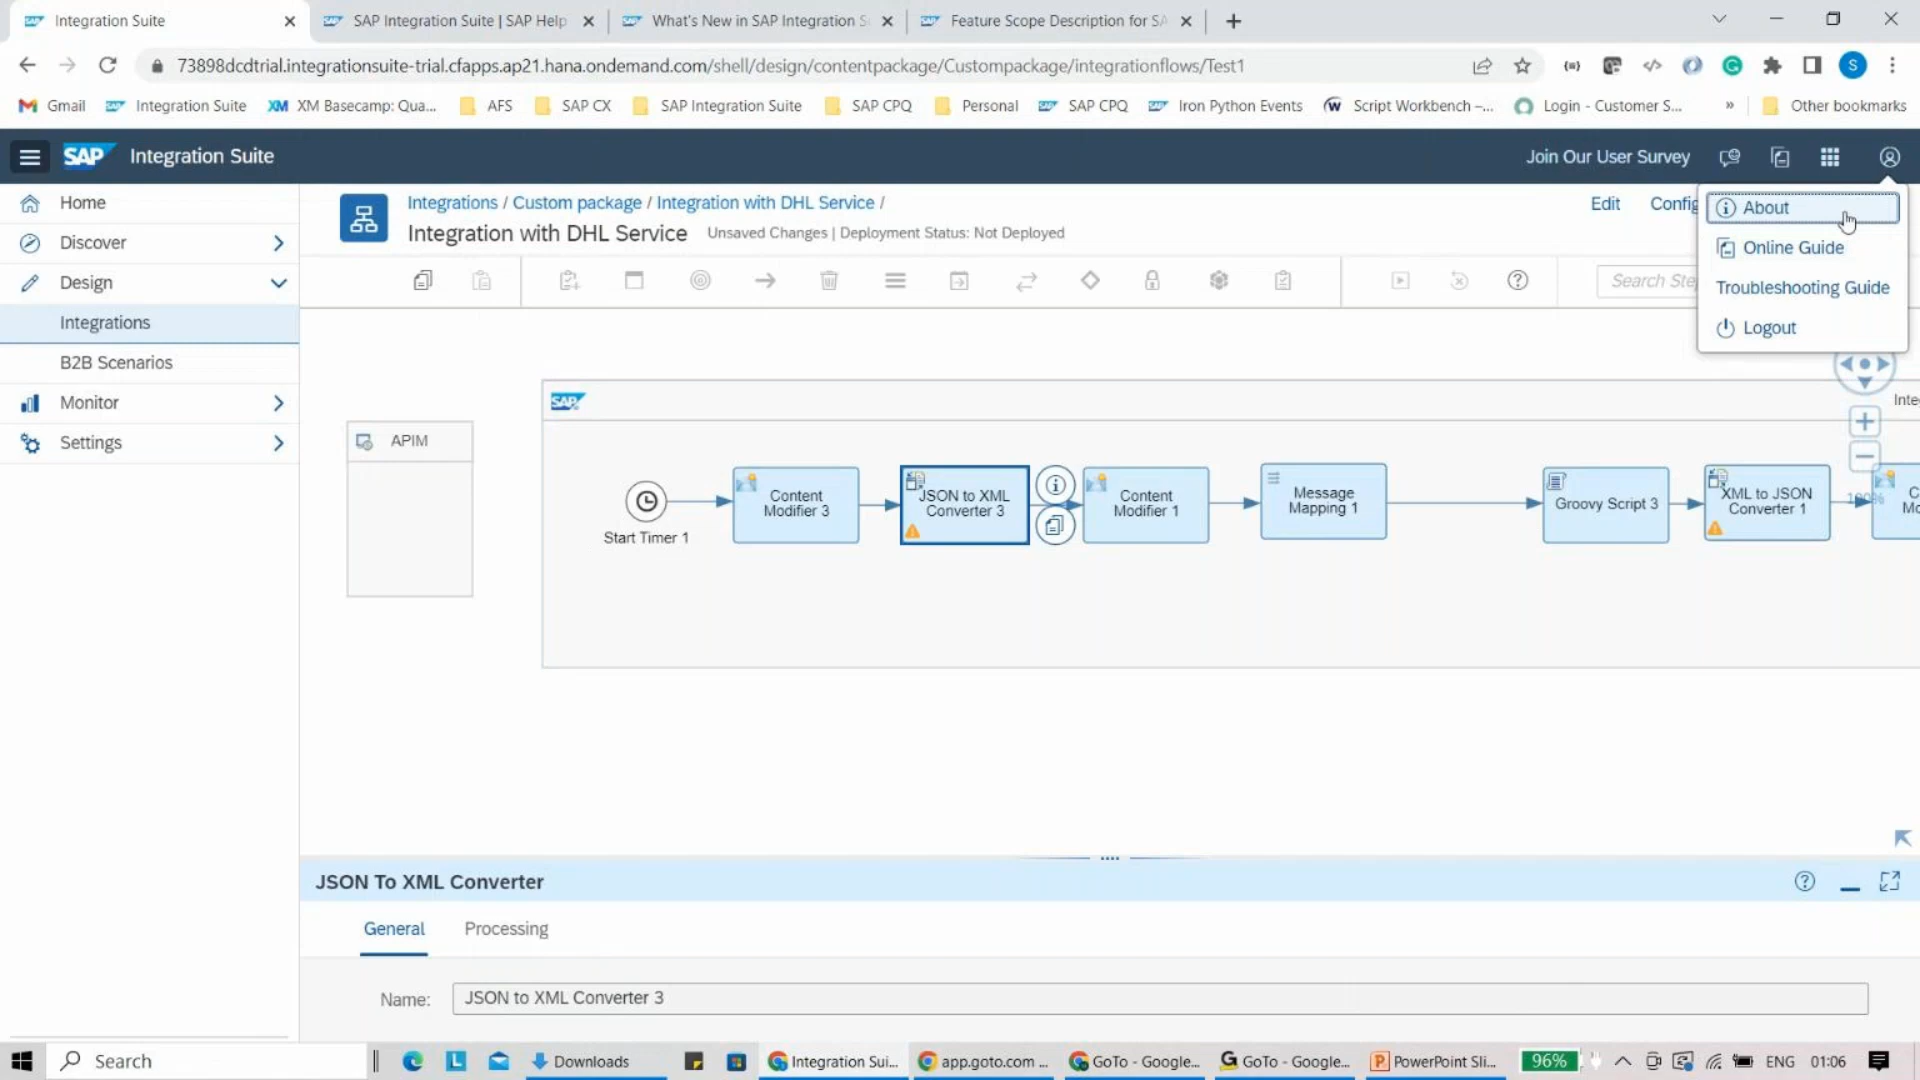 Integration Suite
SAP Integration Suite | SAP Help
What's New in SAP Integration S
Feature Scope Description for SA
73898dcdtrial.integrationsuite-trial.cfapps.ap21.hana.ondemand.com/shell/design/contentpackage/Custompackage/integrationflows/Test1
S
Gmail
Integration Suite
XM Basecamp: Qua...
AFS
SAP CX
SAP Integration Suite
SAP CPQ
Personal
SAP CPQ
Iron Python Events
Script Workbench –...
Login - Customer S...
»
Other bookmarks
SAP
Integration Suite
Join Our User Survey
Home
Discover
Design
Integrations
B2B Scenarios
Monitor
Settings
Integrations / Custom package / Integration with DHL Service /
Integration with DHL Service
Unsaved Changes | Deployment Status: Not Deployed
Edit
Config
Search Ste
About
Online Guide
Troubleshooting Guide
Logout
SAP
Inte
APIM
Start Timer 1
Content
Modifier 3
JSON to XML
Converter 3
Content
Modifier 1
Message
Mapping 1
Groovy Script 3
XML to JSON
Converter 1
100%
C
Mo
JSON To XML Converter
General
Processing
Name:
JSON to XML Converter 3
Search
Downloads
Integration Sui...
app.goto.com ...
GoTo - Google...
GoTo - Google...
PowerPoint Sli...
96%
ENG
01:06